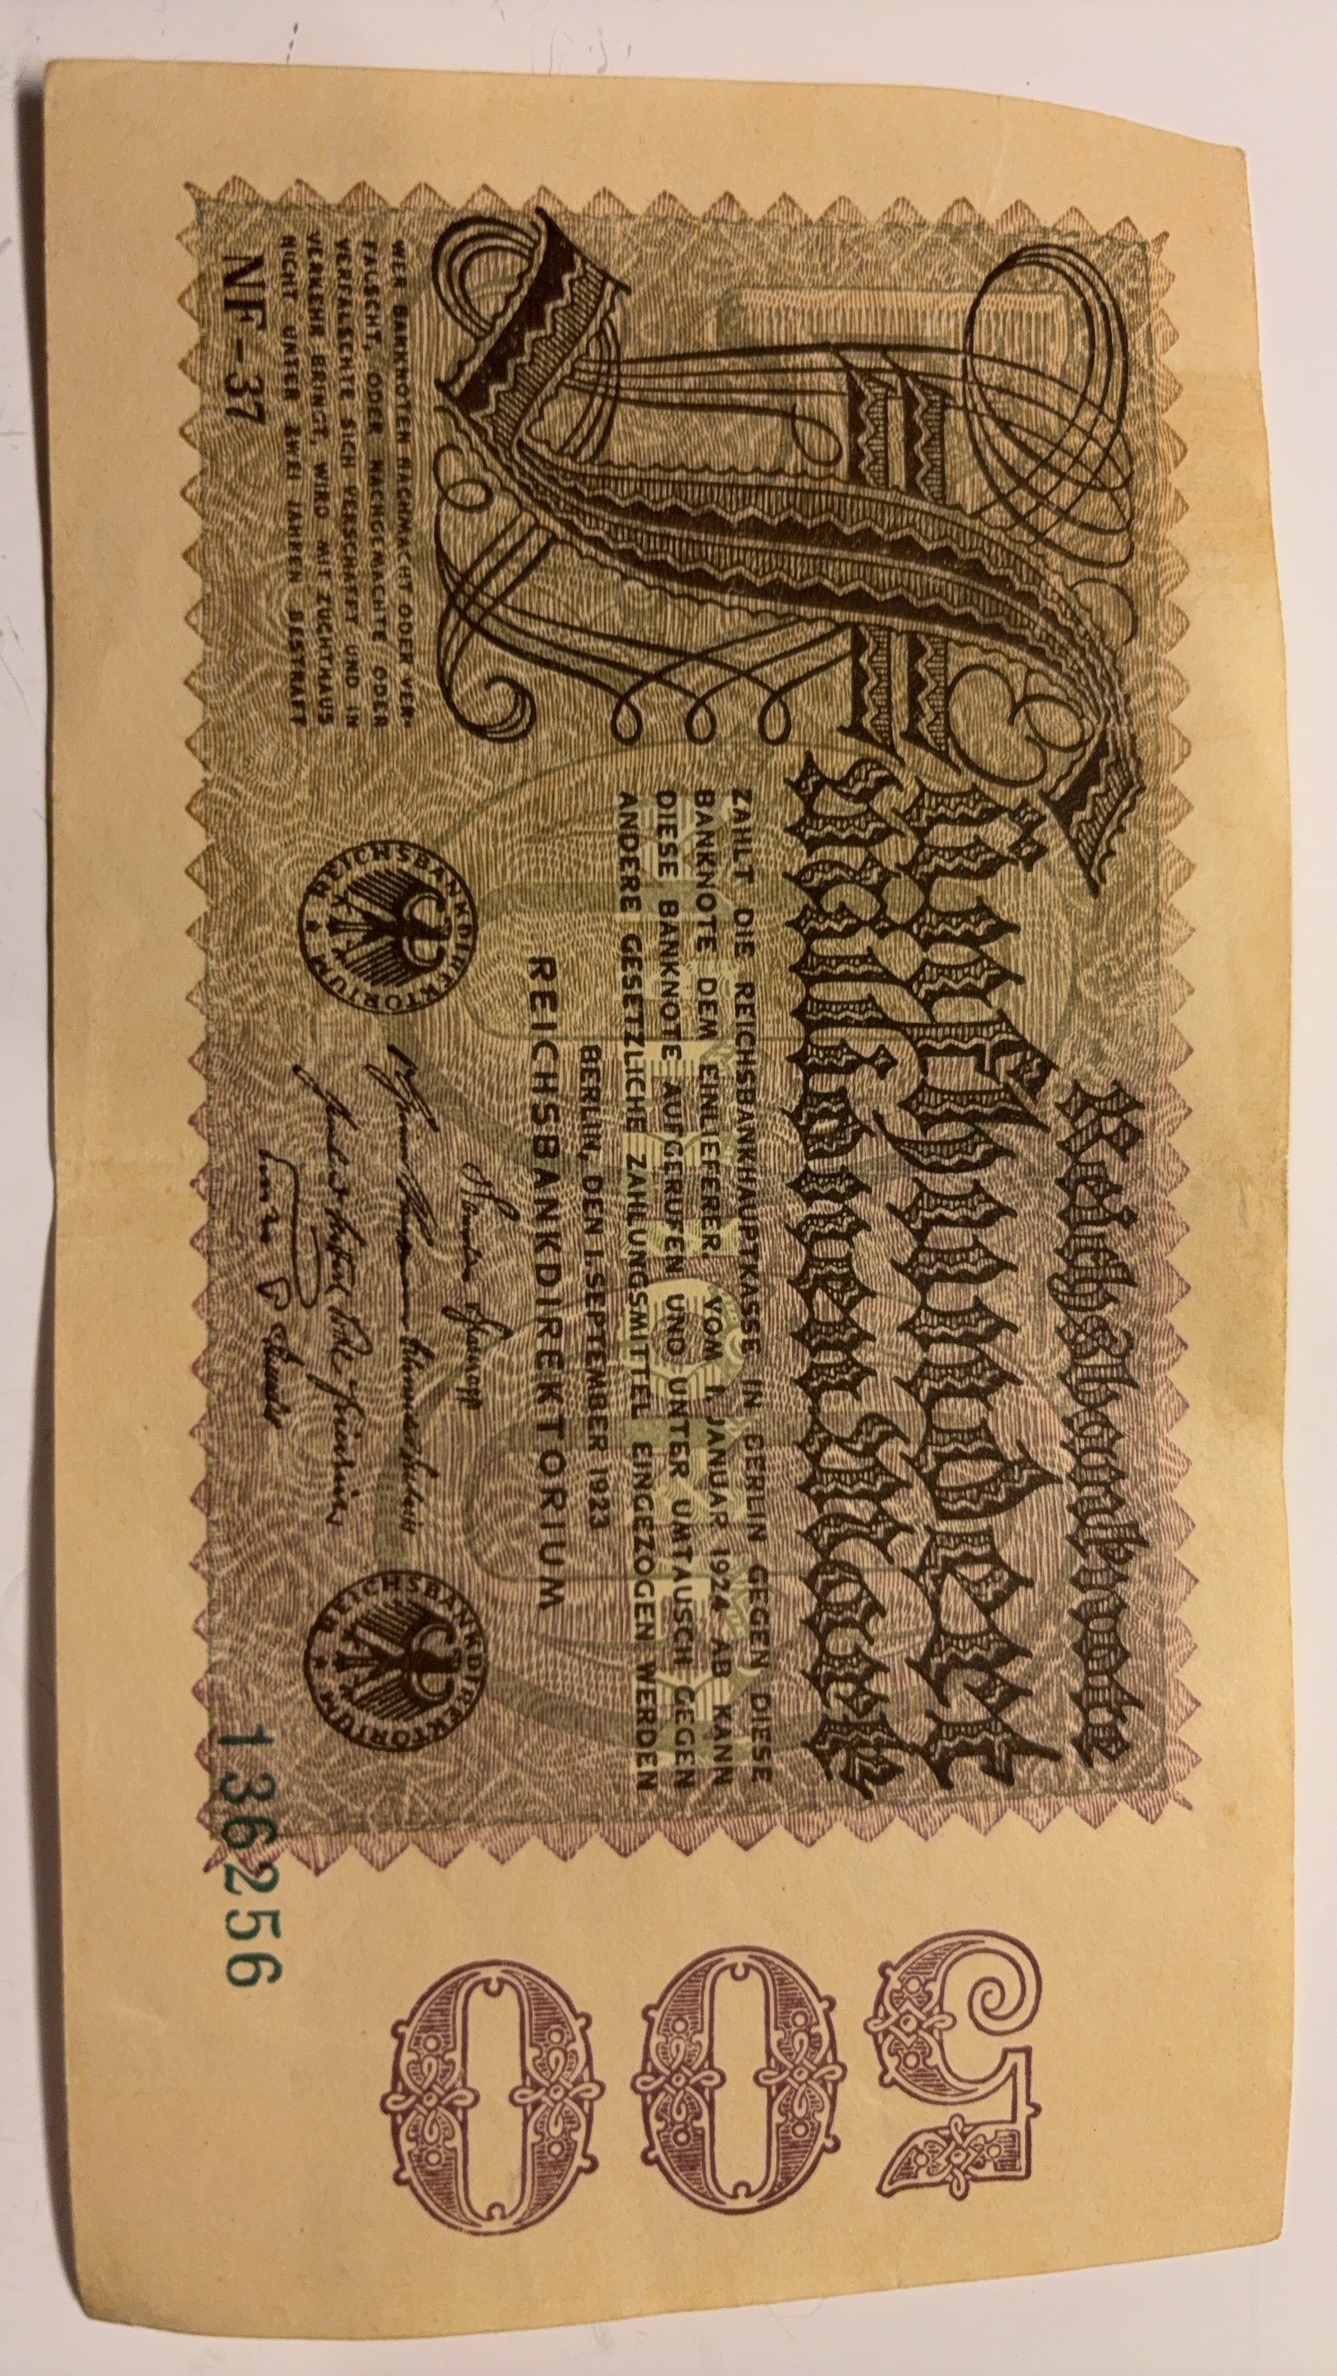 Reichsbanknote
Fünfhundert
Millionen Mark
ZAHLT DIE REICHSBANKHAUPTKASSE IN BERLIN GEGEN DIESE
BANKNOTE DEM EINLIEFERER. VOM 1. JANUAR 1924 AB KANN
DIESE BANKNOTE AUFGERUFEN UND UNTER UMTAUSCH GEGEN
ANDERE GESETZLICHE ZAHLUNGSMITTEL EINGEZOGEN WERDEN
BERLIN, DEN 1. SEPTEMBER 1923
REICHSBANKDIREKTORIUM
REICHSBANKDIREKTORIUM
REICHSBANKDIREKTORIUM
WER BANKNOTEN NACHMACHT ODER VER-
FÄLSCHT, ODER NACHGEMACHTE ODER
VERFÄLSCHTE SICH VERSCHAFFT UND IN
VERKEHR BRINGT, WIRD MIT ZUCHTHAUS
NICHT UNTER ZWEI JAHREN BESTRAFT
NF-37
136256
500